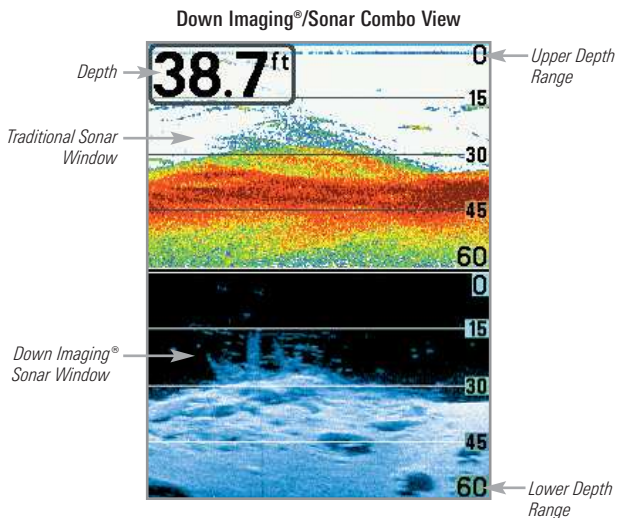 Down Imaging®/Sonar Combo View
Depth
38.7ft
0
Upper Depth
Range
15
Traditional Sonar
Window
30
45
60
0
15
Down Imaging®
Sonar Window
30
45
60
Lower Depth
Range